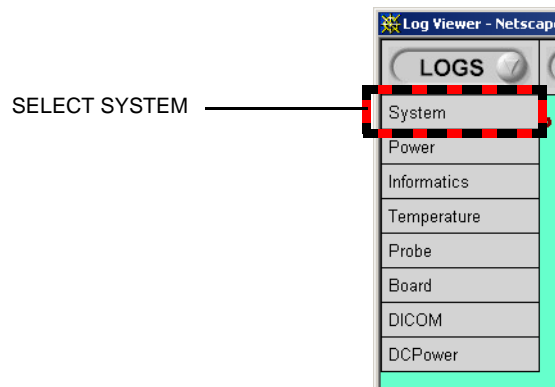 Log Viewer - Netscape
LOGS
SELECT SYSTEM
System
Power
Informatics
Temperature
Probe
Board
DICOM
DCPower